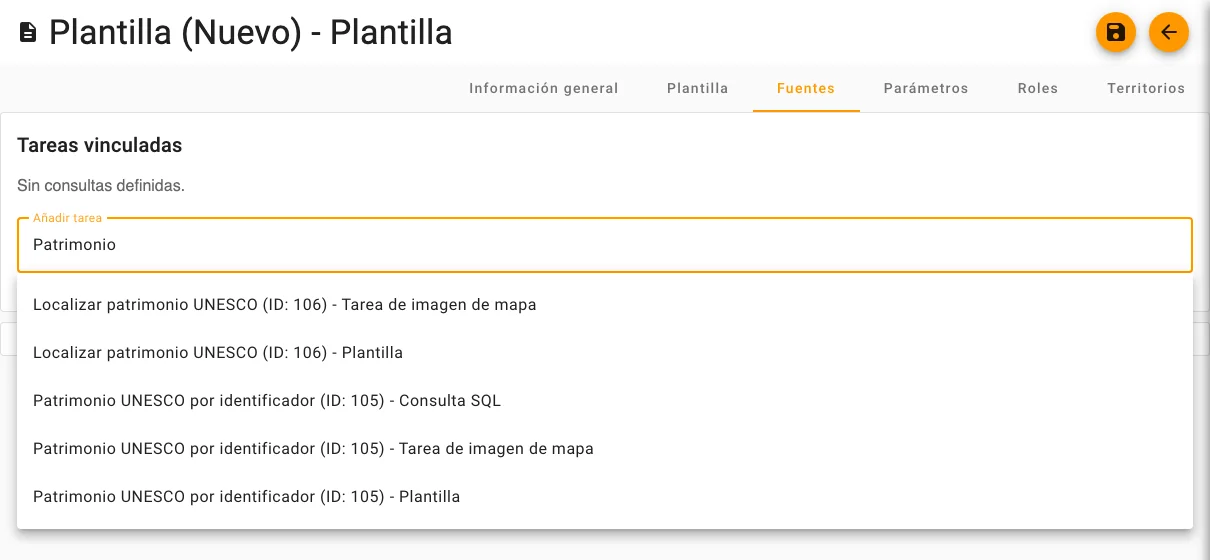 Plantilla (Nuevo) - Plantilla
Información general Plantilla Fuentes Parámetros Roles Territorios
Tareas vinculadas
Sin consultas definidas.
Añadir tarea
Patrimonio
Localizar patrimonio UNESCO (ID: 106) - Tarea de imagen de mapa
Localizar patrimonio UNESCO (ID: 106) - Plantilla
Patrimonio UNESCO por identificador (ID: 105) - Consulta SQL
Patrimonio UNESCO por identificador (ID: 105) - Tarea de imagen de mapa
Patrimonio UNESCO por identificador (ID: 105) - Plantilla